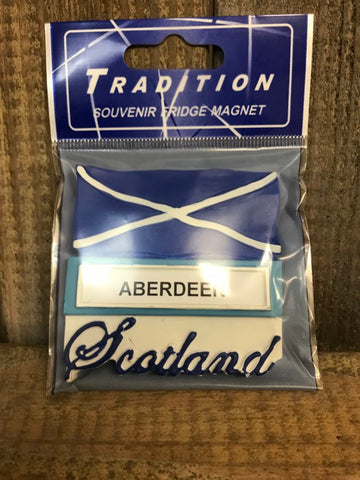 TRADITION
SOUVENIR FRIDGE MAGNET
ABERDEEN
Scotland